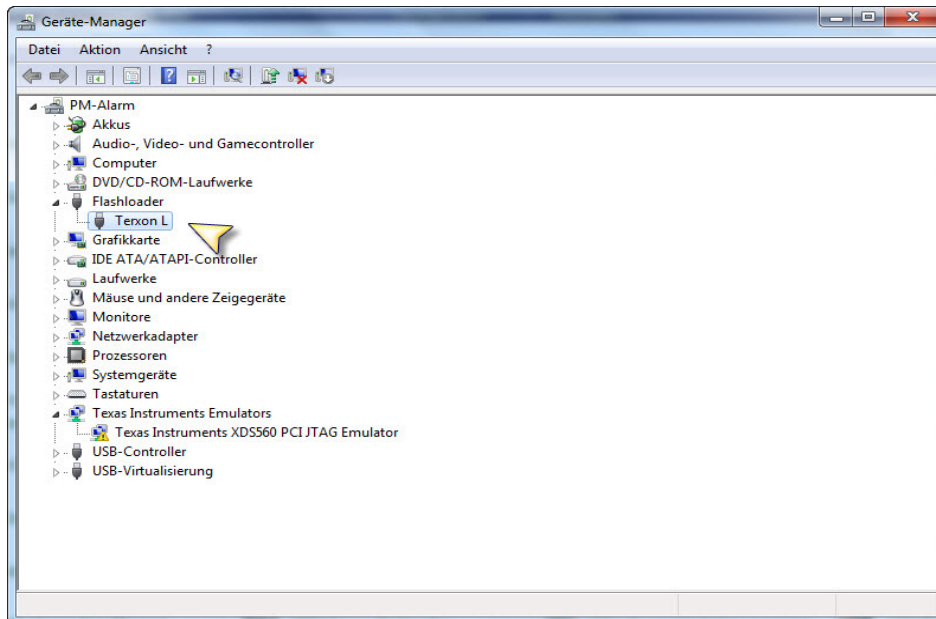 Geräte-Manager
Datei Aktion Ansicht ?
PM-Alarm
Akkus
Audio-, Video- und Gamecontroller
Computer
DVD/CD-ROM-Laufwerke
Flashloader
Terxon L
Grafikkarte
IDE ATA/ATAPI-Controller
Laufwerke
Mäuse und andere Zeigegeräte
Monitore
Netzwerkadapter
Prozessoren
Systemgeräte
Tastaturen
Texas Instruments Emulators
Texas Instruments XDS560 PCI JTAG Emulator
USB-Controller
USB-Virtualisierung